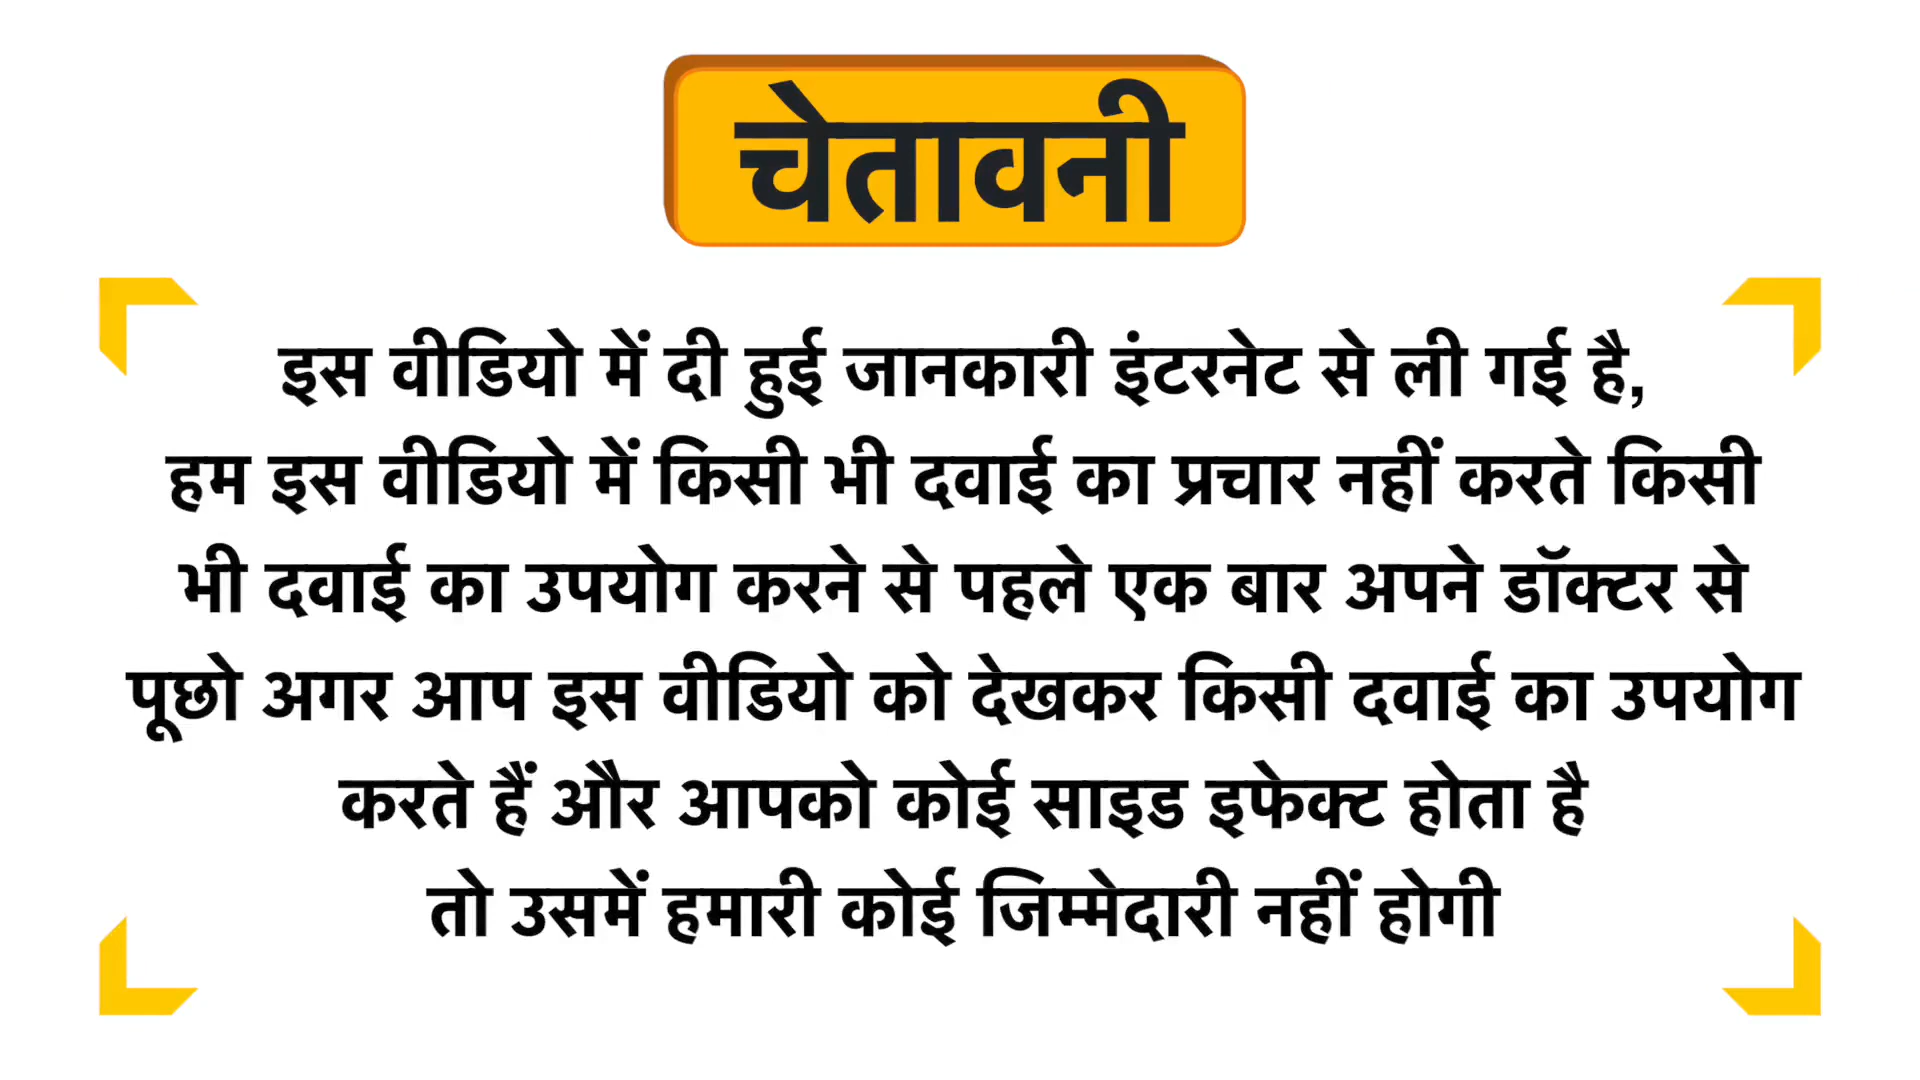 चेतावनी
इस वीडियो में दी हुई जानकारी इंटरनेट से ली गई है,
हम इस वीडियो में किसी भी दवाई का प्रचार नहीं करते किसी
भी दवाई का उपयोग करने से पहले एक बार अपने डॉक्टर से
पूछो अगर आप इस वीडियो को देखकर किसी दवाई का उपयोग
करते हैं और आपको कोई साइड इफेक्ट होता है
तो उसमें हमारी कोई जिम्मेदारी नहीं होगी